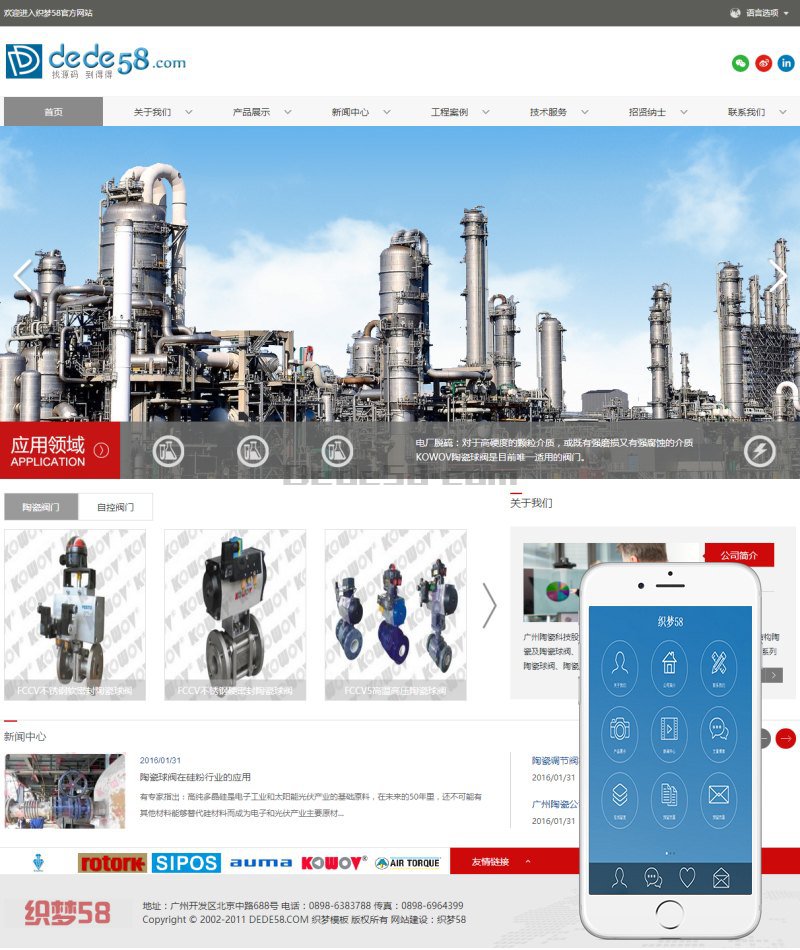 欢迎进入织梦58官方网站
语言选项
dede58.com
找源码 到得得
首页
关于我们
产品展示
新闻中心
工程案例
技术服务
招贤纳士
联系我们
应用领域
APPLICATION
电厂脱硫：对于高硬度的颗粒介质，或既有强磨损又有强腐蚀的介质
KOWOV陶瓷球阀是目前唯一适用的阀门。
陶瓷阀门
自控阀门
FCCV不锈钢软密封陶瓷球阀
FCCV不锈钢硬密封陶瓷球阀
FCCV5高温高压陶瓷球阀
关于我们
公司简介
广州陶瓷科技股
结构陶
瓷及陶瓷球阀、
系列
陶瓷球阀、陶瓷
织梦58
关于我们
公司简介
联系我们
产品展示
新闻中心
新闻中心
2016/01/31
陶瓷球阀在硅粉行业的应用
有专家指出：高纯多晶硅是电子工业和太阳能光伏产业的基础原料，在未来的50年里，还不可能有
其他材料能够替代硅材料而成为电子和光伏产业主要原材...
陶瓷调节阀
2016/01/31
广州陶瓷公
2016/01/31
rotork
SIPOS
auma
KOWOV®
AIR TORQUE
友情链接
织梦58
地址：广州开发区北京中路688号 电话：0898-6383788 传真：0898-6964399
Copyright © 2002-2011 DEDE58.COM 织梦模板 版权所有 网站建设：织梦58